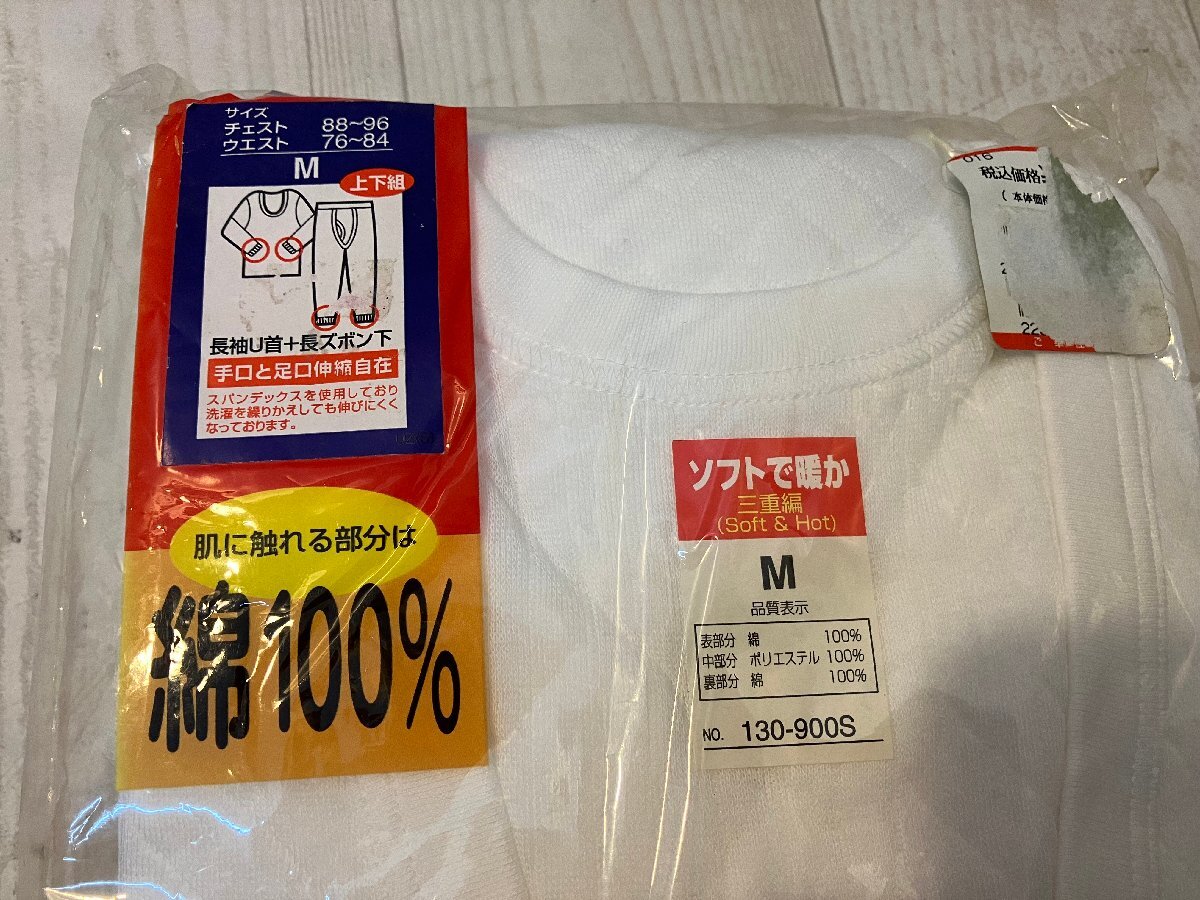 サイズ
チェスト 88~96
ウエスト 76~84
M
上下組
長袖U首+長ズボン下
手口と足口伸縮自在
スパンデックスを使用しており
洗濯を繰りかえしても伸びにくく
なっております。
肌に触れる部分は
綿100%
ソフトで暖か
三重編
(Soft & Hot)
M
品質表示
表部分 綿 100%
中部分 ポリエステル 100%
裏部分 綿 100%
NO. 130-900S
016
税込価格
(本体価格